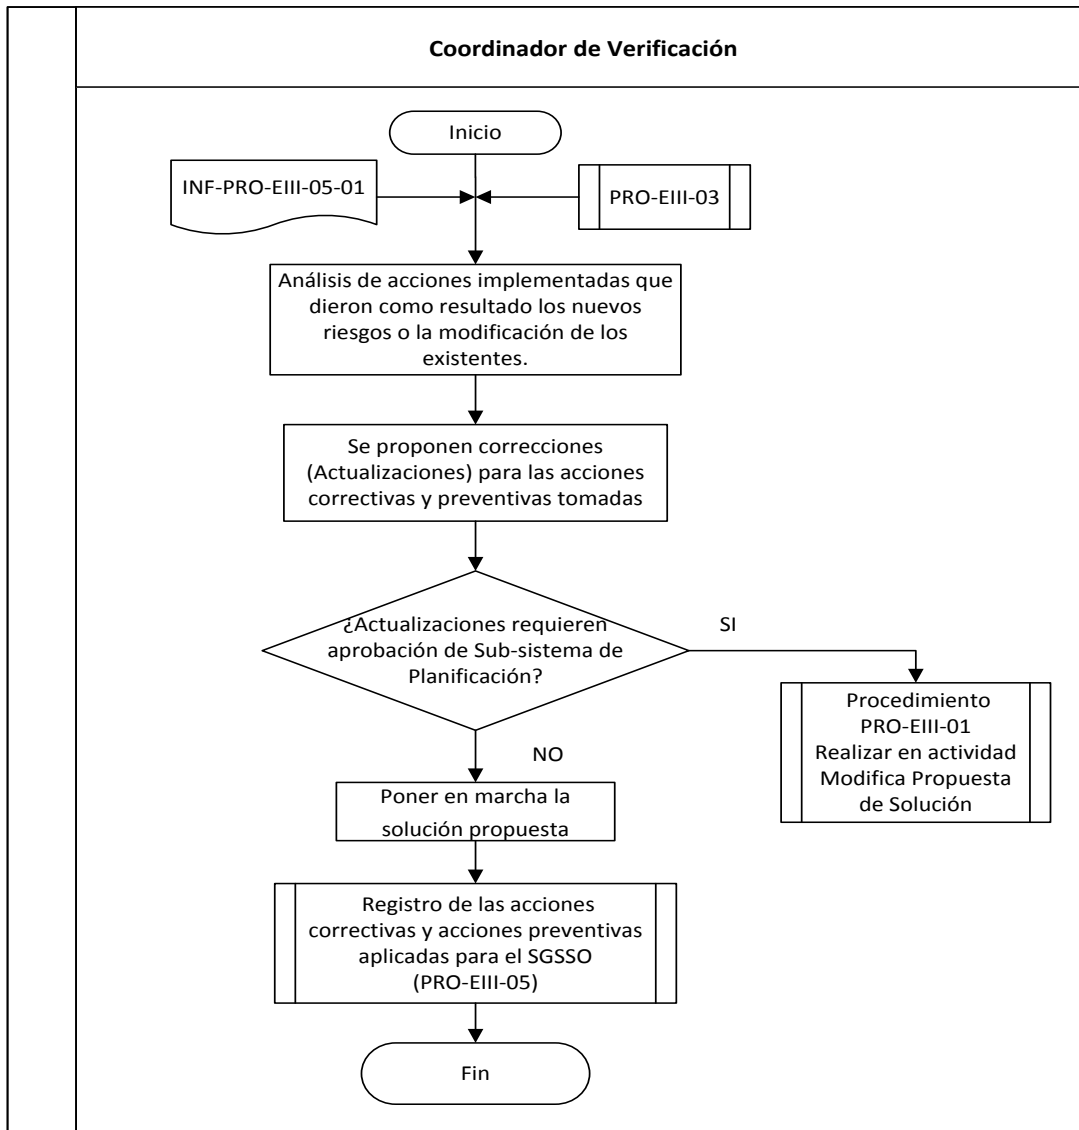 Coordinador de Verificación
Inicio
INF-PRO-EIII-05-01
PRO-EIII-03
Análisis de acciones implementadas que
dieron como resultado los nuevos
riesgos o la modificación de los
existentes.
Se proponen correcciones
(Actualizaciones) para las acciones
correctivas y preventivas tomadas
¿Actualizaciones requieren
aprobación de Sub-sistema de
Planificación?
SI
Procedimiento
PRO-EIII-01
Realizar en actividad
Modifica Propuesta
de Solución
NO
Poner en marcha la
solución propuesta
Registro de las acciones
correctivas y acciones preventivas
aplicadas para el SGSSO
(PRO-EIII-05)
Fin